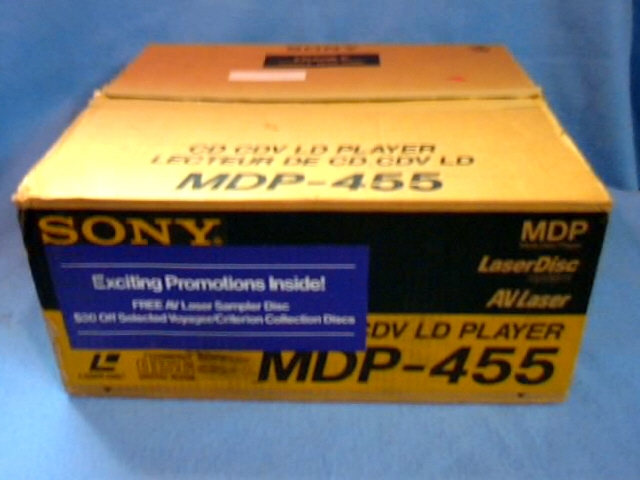 SONY
CD CDV LD PLAYER
LECTEUR DE CD CDV LD
MDP-455
SONY
MDP
LaserDisc
AV Laser
Exciting Promotions Inside!
FREE AV Laser Sampler Disc
$30 Off Selected Voyager/Criterion Collection Discs
CDV LD PLAYER
MDP-455